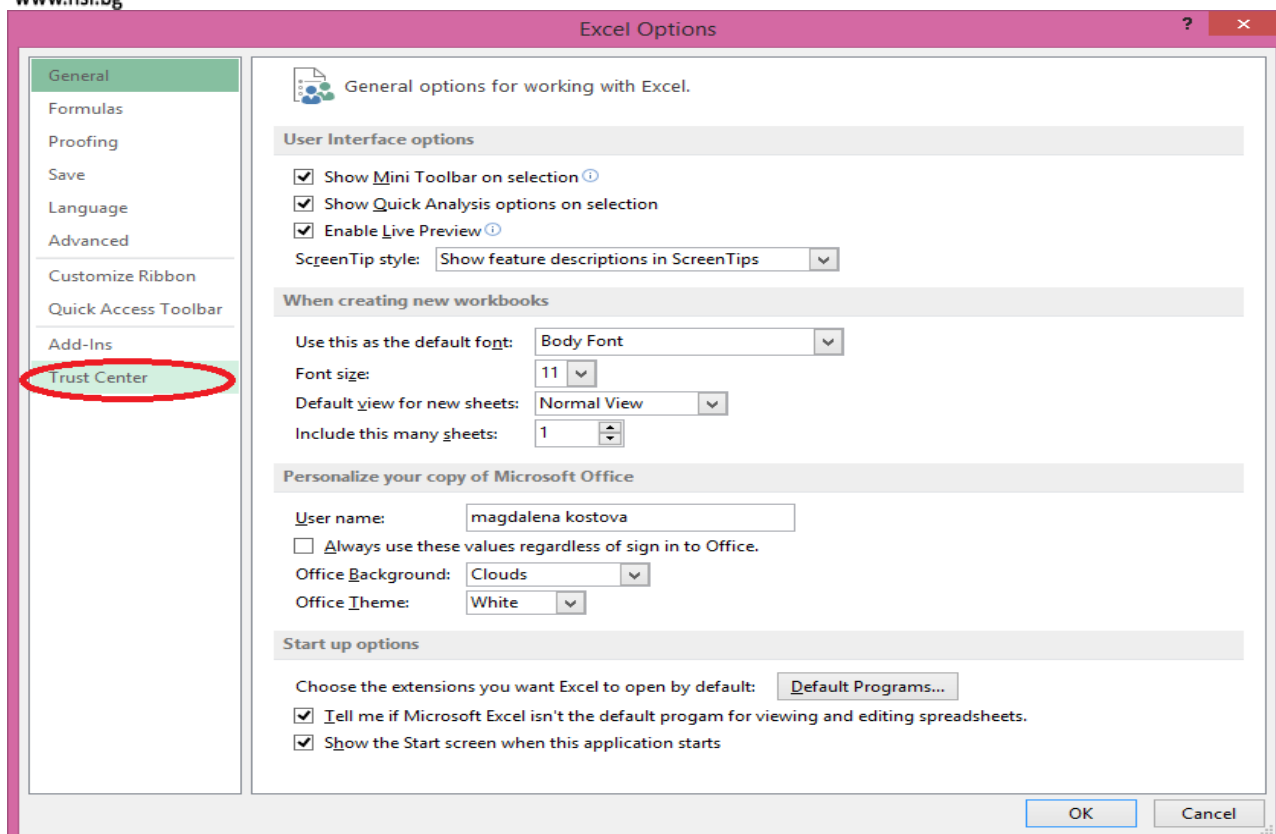 www.nsi.bg
Excel Options
?
General
Formulas
Proofing
Save
Language
Advanced
Customize Ribbon
Quick Access Toolbar
Add-Ins
Trust Center
General options for working with Excel.
User Interface options
Show Mini Toolbar on selection
Show Quick Analysis options on selection
Enable Live Preview
ScreenTip style: Show feature descriptions in ScreenTips
When creating new workbooks
Use this as the default font: Body Font
Font size: 11
Default view for new sheets: Normal View
Include this many sheets: 1
Personalize your copy of Microsoft Office
User name: magdalena kostova
Always use these values regardless of sign in to Office.
Office Background: Clouds
Office Theme: White
Start up options
Choose the extensions you want Excel to open by default: Default Programs...
Tell me if Microsoft Excel isn't the default progam for viewing and editing spreadsheets.
Show the Start screen when this application starts
OK Cancel